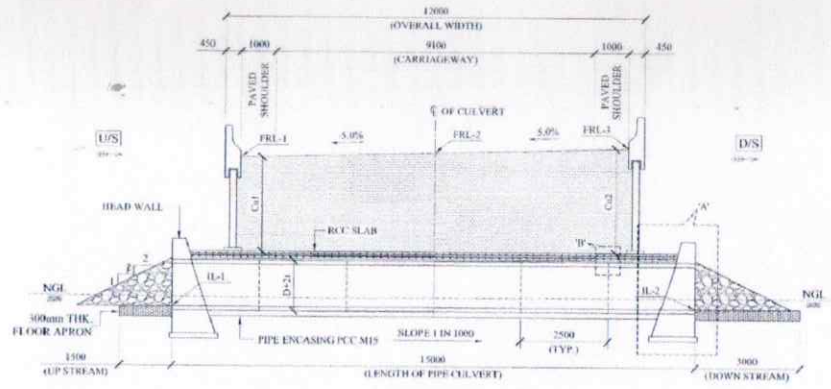 12000
(OVERALL WIDTH)
450
1000
9100
1000
450
(CARRIAGEWAY)
PAVED
SHOULDER
PAVED
SHOULDER
℄ OF CULVERT
U/S
FRL-1
5.0%
FRL-2
5.0%
FRL-3
D/S
Cu1
Cu2
HEAD WALL
'A'
RCC SLAB
'B'
2
1
IL-1
D+2t
IL-2
NGL
NGL
300mm THK.
FLOOR APRON
PIPE ENCASING PCC M15
SLOPE 1 IN 1000
2500
(TYP.)
1500
(UP STREAM)
15000
(LENGTH OF PIPE CULVERT)
3000
(DOWN STREAM)